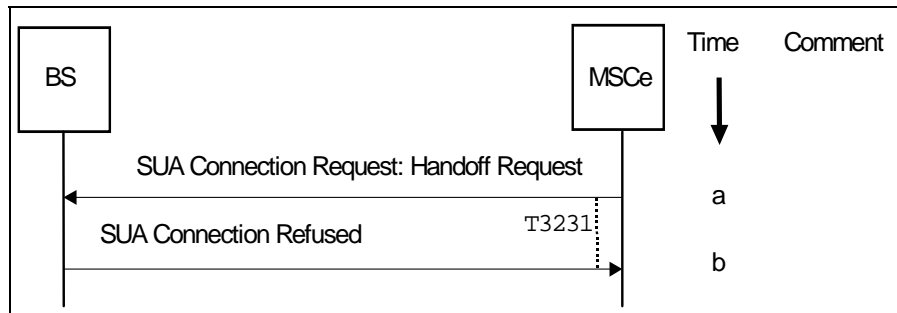 Time Comment
BS
MSCe
SUA Connection Request: Handoff Request
a
T3231
SUA Connection Refused
b